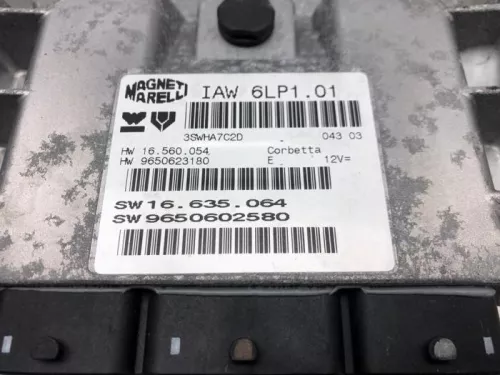 MAGNETI MARELLI IAW 6LP1.01
3SWHA7C2D 043 03
HW 16.560.054 Corbetta
HW 9650623180 E 12V=
SW 16.635.064
SW 9650602580